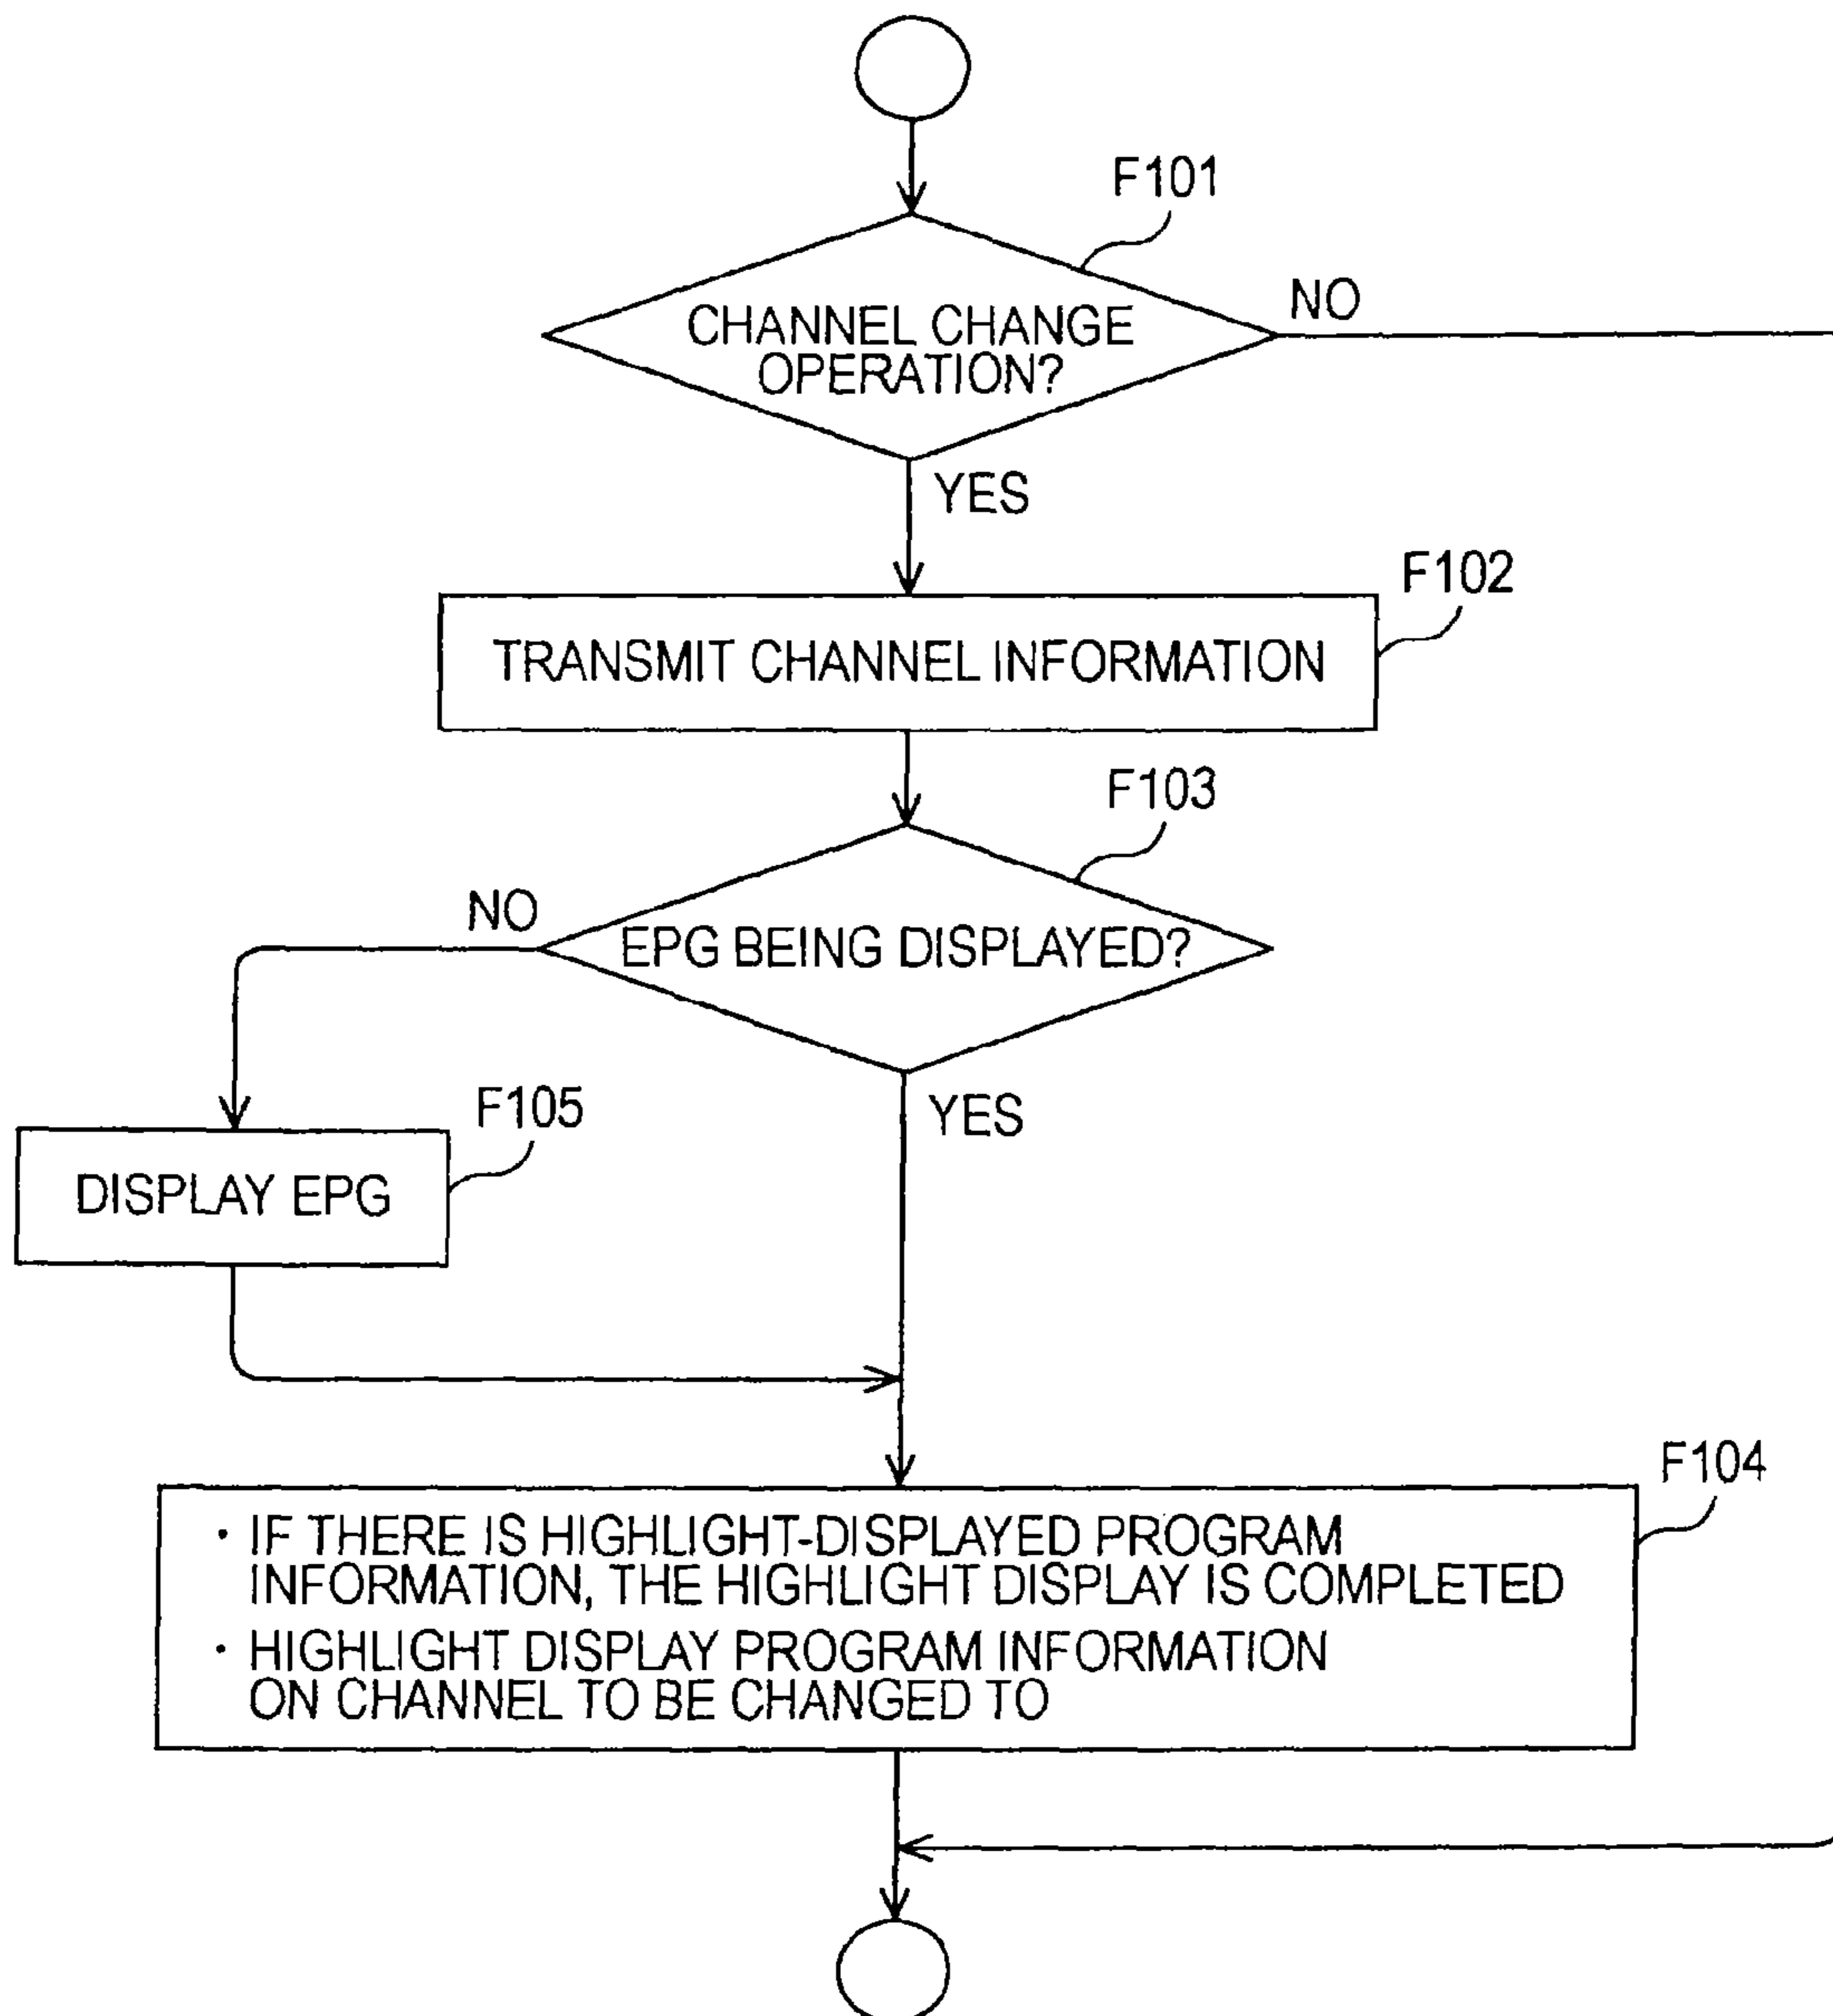 F101
CHANNEL CHANGE
OPERATION?
NO
YES
F102
TRANSMIT CHANNEL INFORMATION
F103
NO
EPG BEING DISPLAYED?
YES
F105
DISPLAY EPG
F104
· IF THERE IS HIGHLIGHT-DISPLAYED PROGRAM
INFORMATION, THE HIGHLIGHT DISPLAY IS COMPLETED
· HIGHLIGHT DISPLAY PROGRAM INFORMATION
ON CHANNEL TO BE CHANGED TO